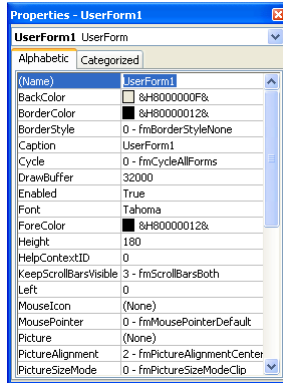 Properties - UserForm1
UserForm1 UserForm
Alphabetic Categorized
(Name) UserForm1
BackColor &H8000000F&
BorderColor &H80000012&
BorderStyle 0 - fmBorderStyleNone
Caption UserForm1
Cycle 0 - fmCycleAllForms
DrawBuffer 32000
Enabled True
Font Tahoma
ForeColor &H80000012&
Height 180
HelpContextID 0
KeepScrollBarsVisible 3 - fmScrollBarsBoth
Left 0
MouseIcon (None)
MousePointer 0 - fmMousePointerDefault
Picture (None)
PictureAlignment 2 - fmPictureAlignmentCenter
PictureSizeMode 0 - fmPictureSizeModeClip